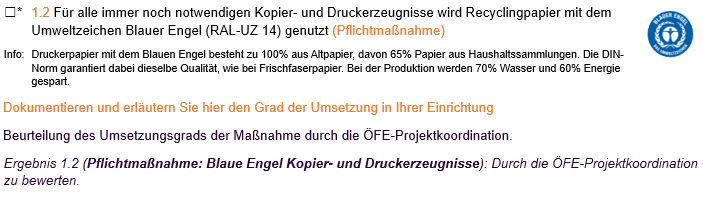 ☐* 1.2 Für alle immer noch notwendigen Kopier- und Druckerzeugnisse wird Recyclingpapier mit dem
Umweltzeichen Blauer Engel (RAL-UZ 14) genutzt (Pflichtmaßnahme)
BLAUER ENGEL
Info: Druckerpapier mit dem Blauen Engel besteht zu 100% aus Altpapier, davon 65% Papier aus Haushaltssammlungen. Die DIN-
Norm garantiert dabei dieselbe Qualität, wie bei Frischfaserpapier. Bei der Produktion werden 70% Wasser und 60% Energie
gespart.
Dokumentieren und erläutern Sie hier den Grad der Umsetzung in Ihrer Einrichtung
Beurteilung des Umsetzungsgrads der Maßnahme durch die ÖFE-Projektkoordination.
Ergebnis 1.2 (Pflichtmaßnahme: Blaue Engel Kopier- und Druckerzeugnisse): Durch die ÖFE-Projektkoordination
zu bewerten.